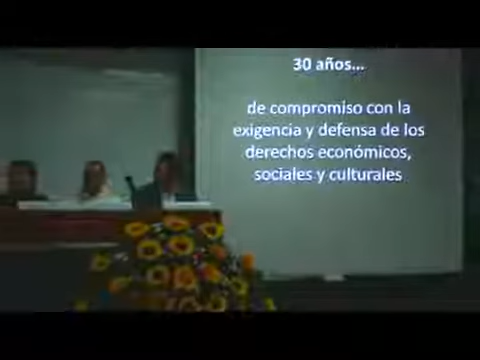 30 años...
de compromiso con la
exigencia y defensa de los
derechos económicos,
sociales y culturales